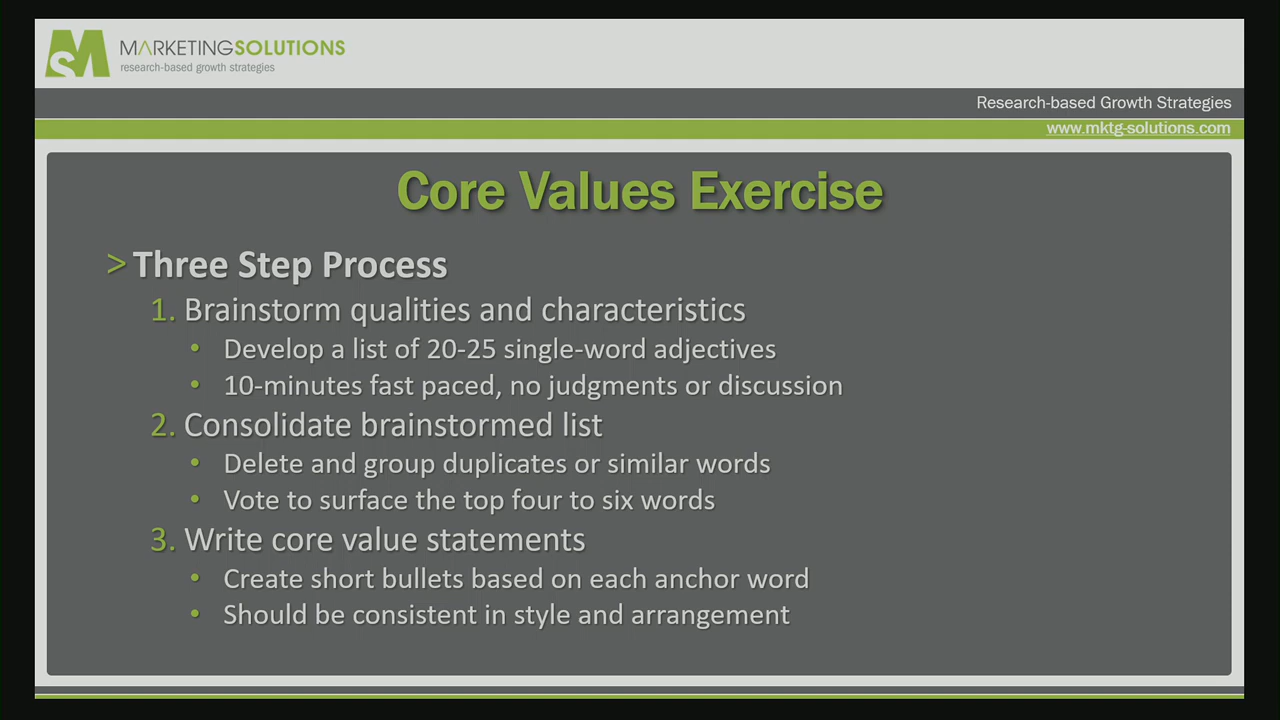 MARKETINGSOLUTIONS
research-based growth strategies
Research-based Growth Strategies
www.mktg-solutions.com
Core Values Exercise
> Three Step Process
1. Brainstorm qualities and characteristics
• Develop a list of 20-25 single-word adjectives
• 10-minutes fast paced, no judgments or discussion
2. Consolidate brainstormed list
• Delete and group duplicates or similar words
• Vote to surface the top four to six words
3. Write core value statements
• Create short bullets based on each anchor word
• Should be consistent in style and arrangement